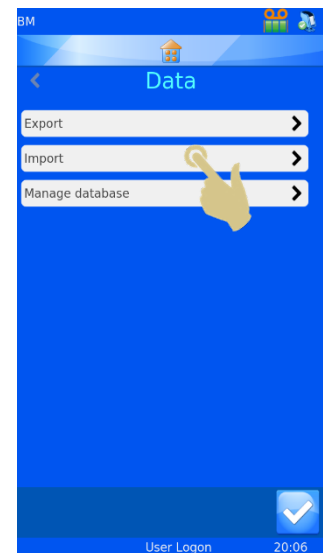 BM
Data
Export
Import
Manage database
User Logon
20:06